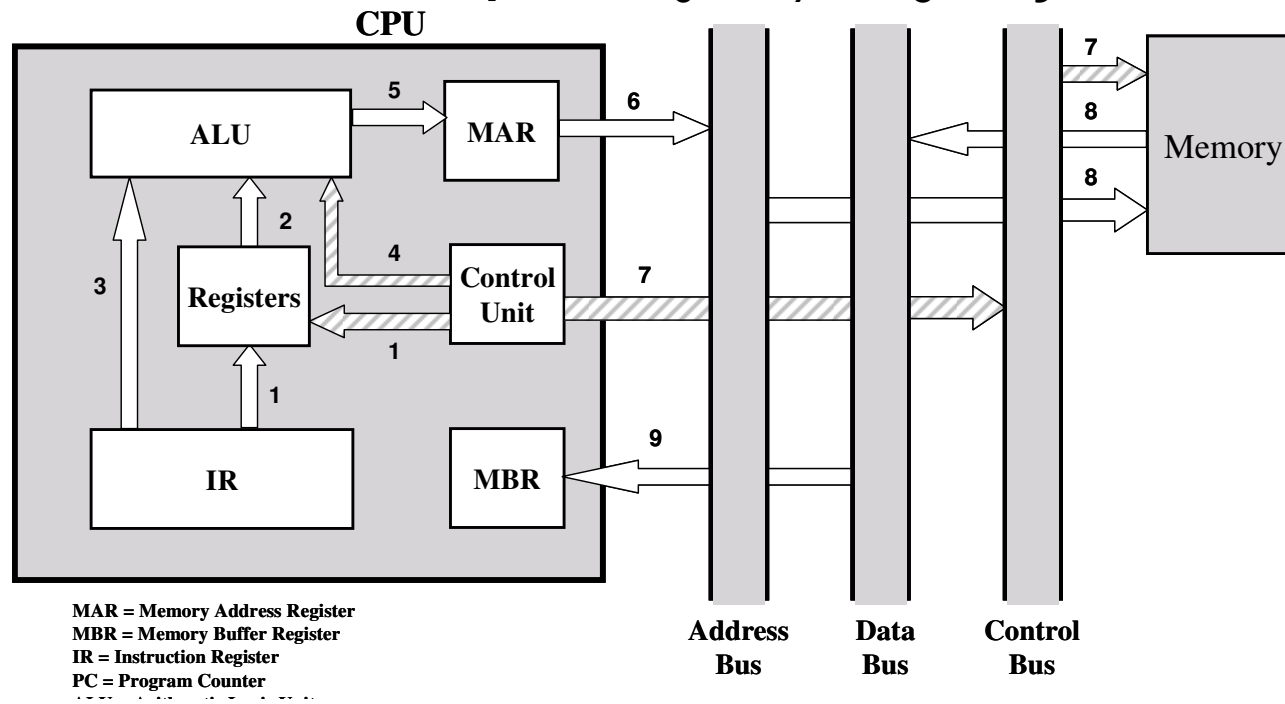 CPU
5
MAR
6
7
ALU
8
Memory
8
2
4
3
Registers
Control
Unit
7
1
1
9
IR
MBR
MAR = Memory Address Register
MBR = Memory Buffer Register
IR = Instruction Register
PC = Program Counter
Address
Bus
Data
Bus
Control
Bus